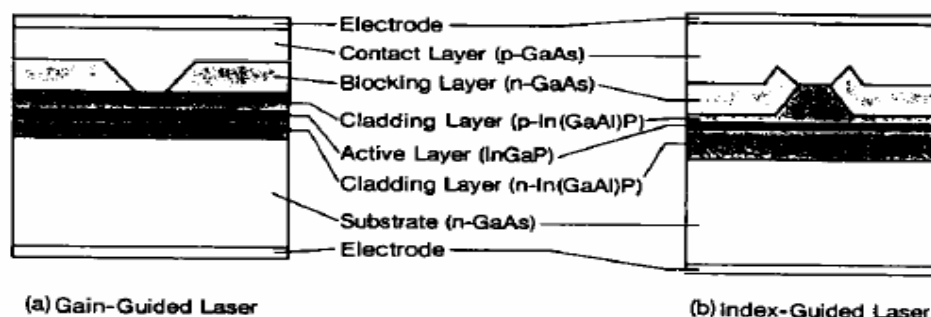 Electrode
Contact Layer (p-GaAs)
Blocking Layer (n-GaAs)
Cladding Layer (p-In(GaAl)P)
Active Layer (InGaP)
Cladding Layer (n-In(GaAl)P)
Substrate (n-GaAs)
Electrode
(a) Gain-Guided Laser
(b) Index-Guided Laser